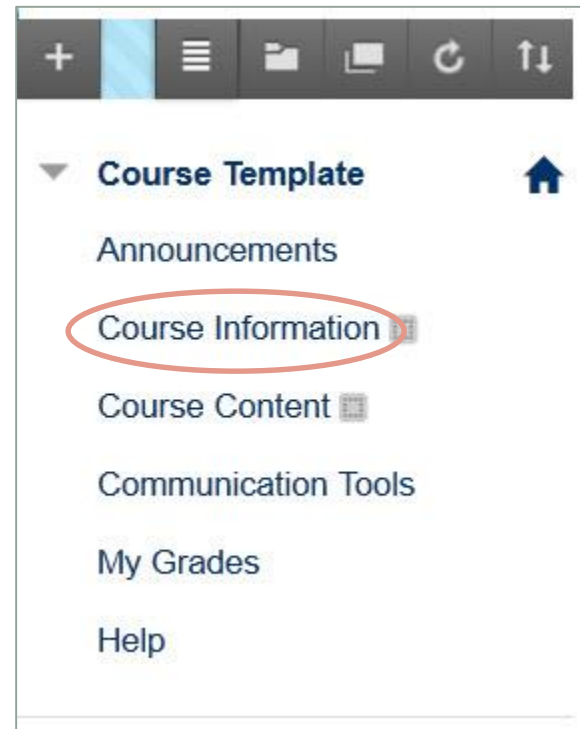 Course Template
Announcements
Course Information
Course Content
Communication Tools
My Grades
Help